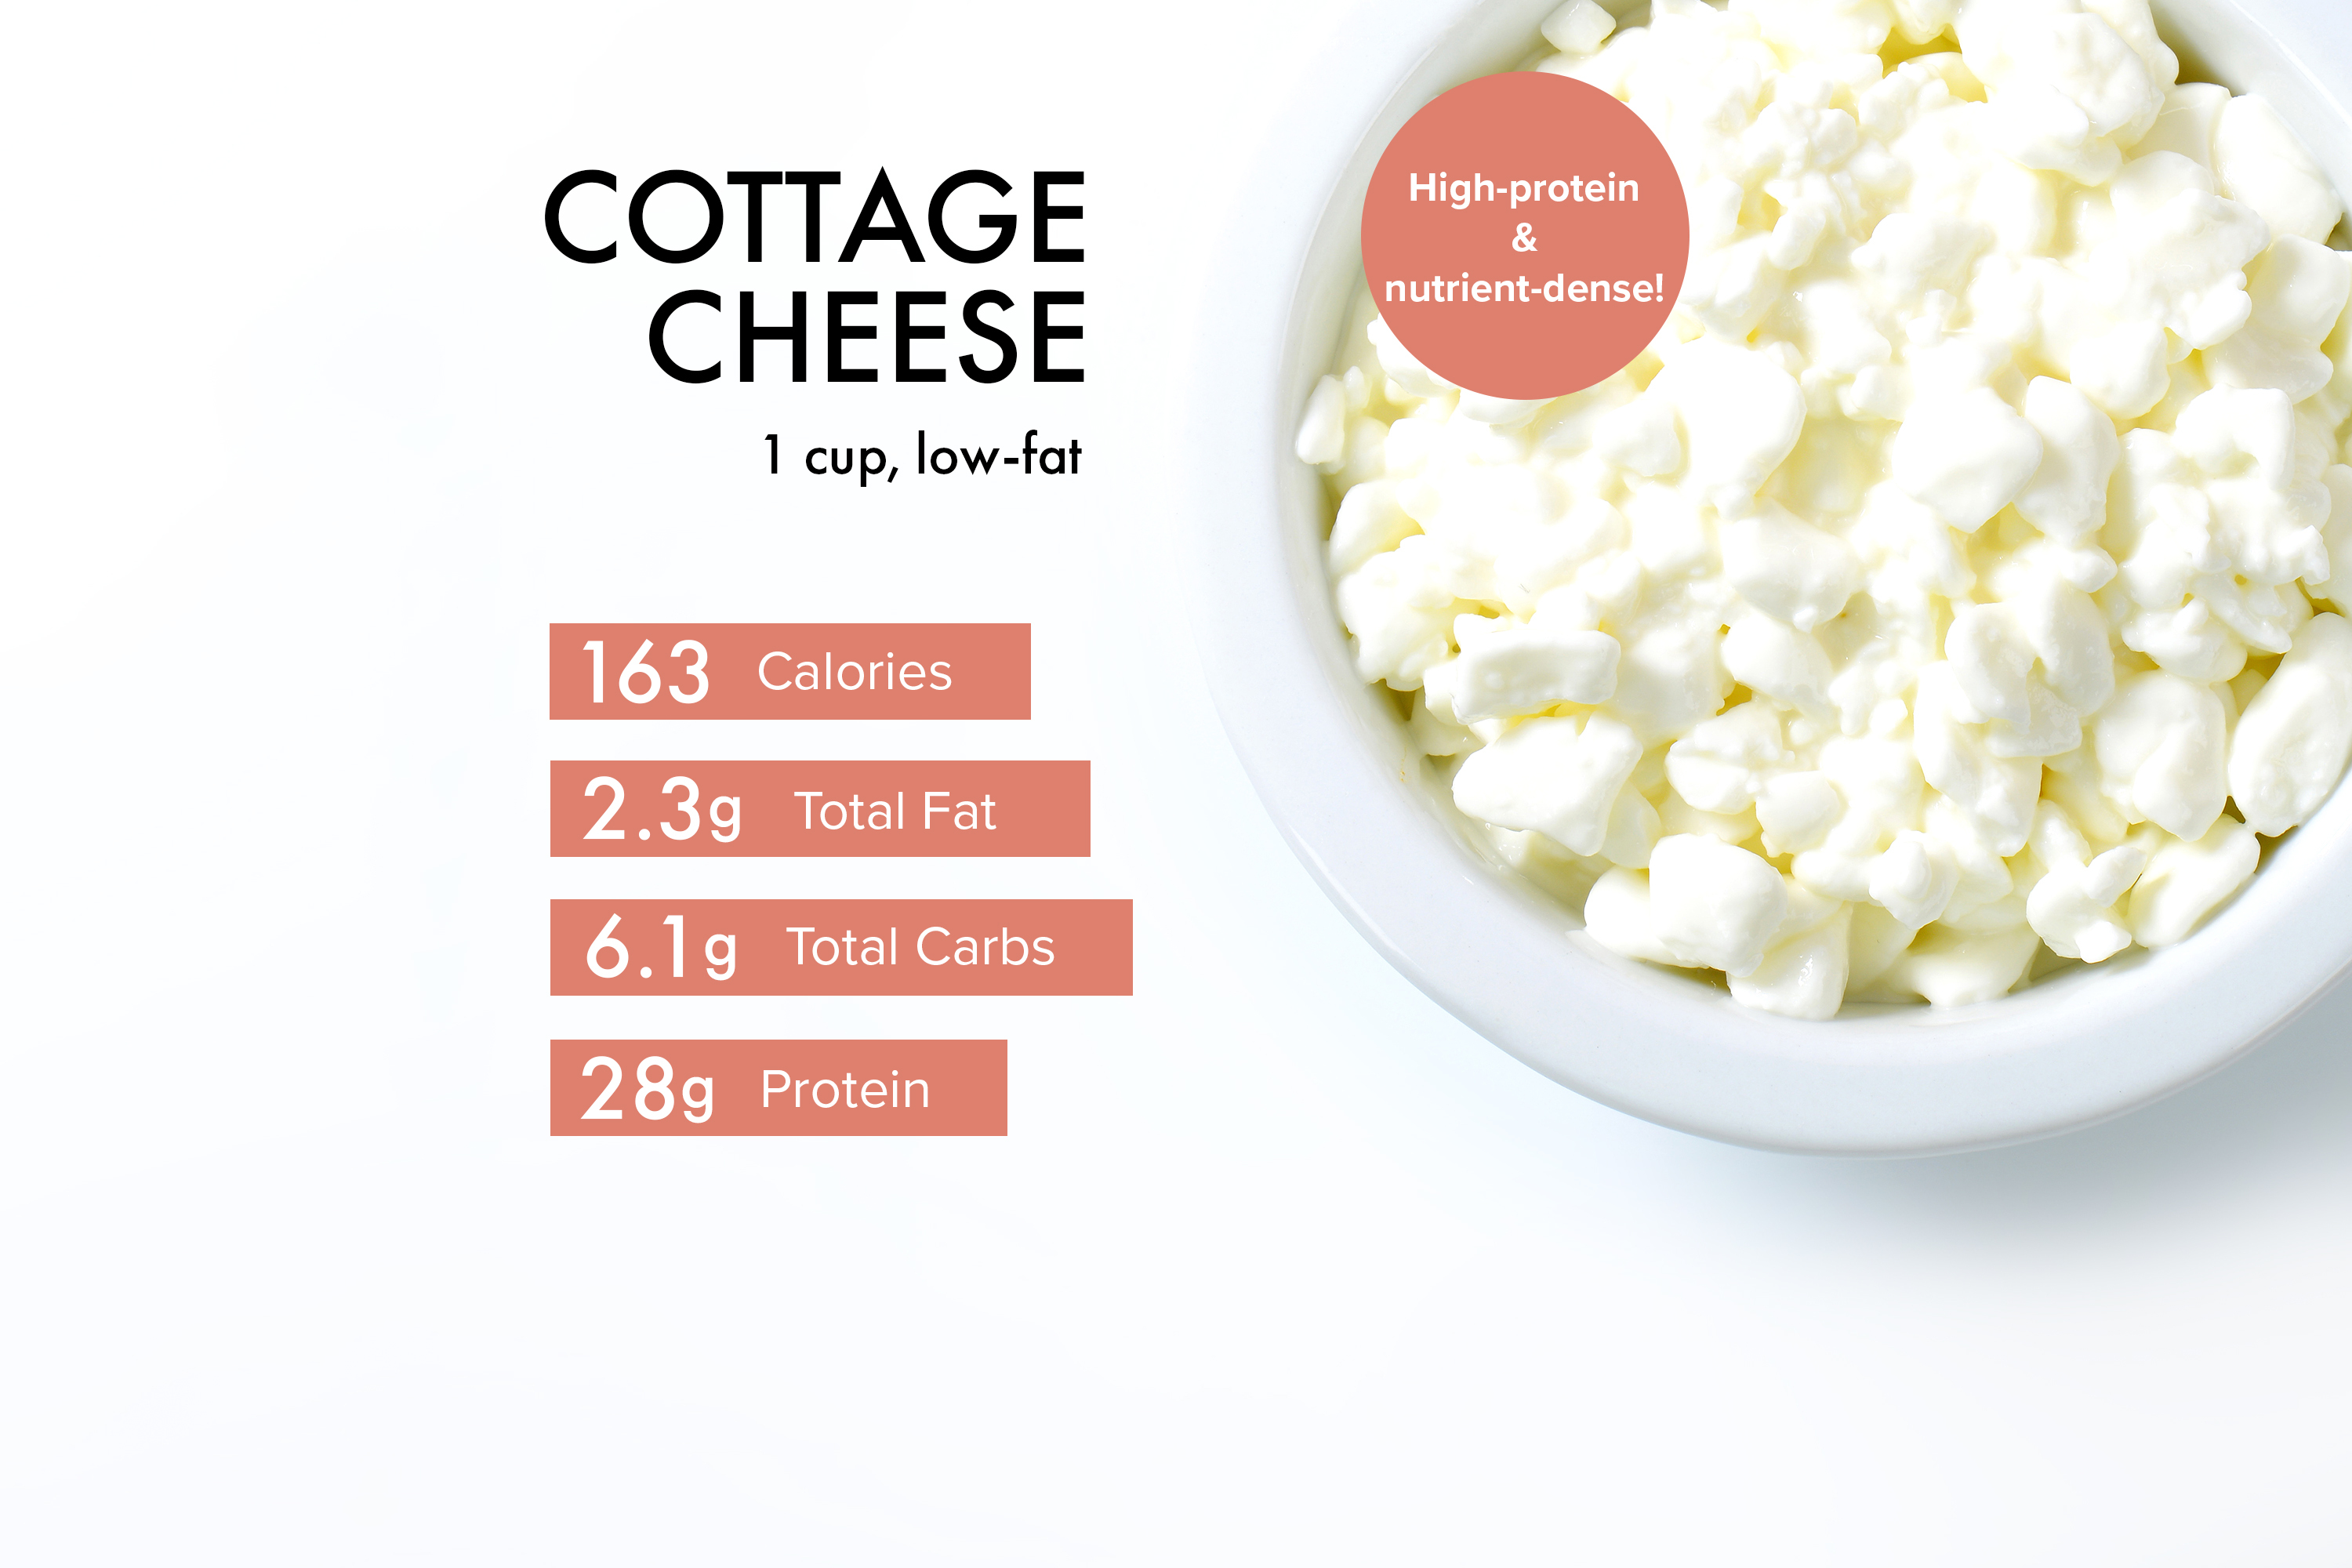 COTTAGE
CHEESE
1 cup, low-fat
High-protein
&
nutrient-dense!
163 Calories
2.3g Total Fat
6.1g Total Carbs
28g Protein